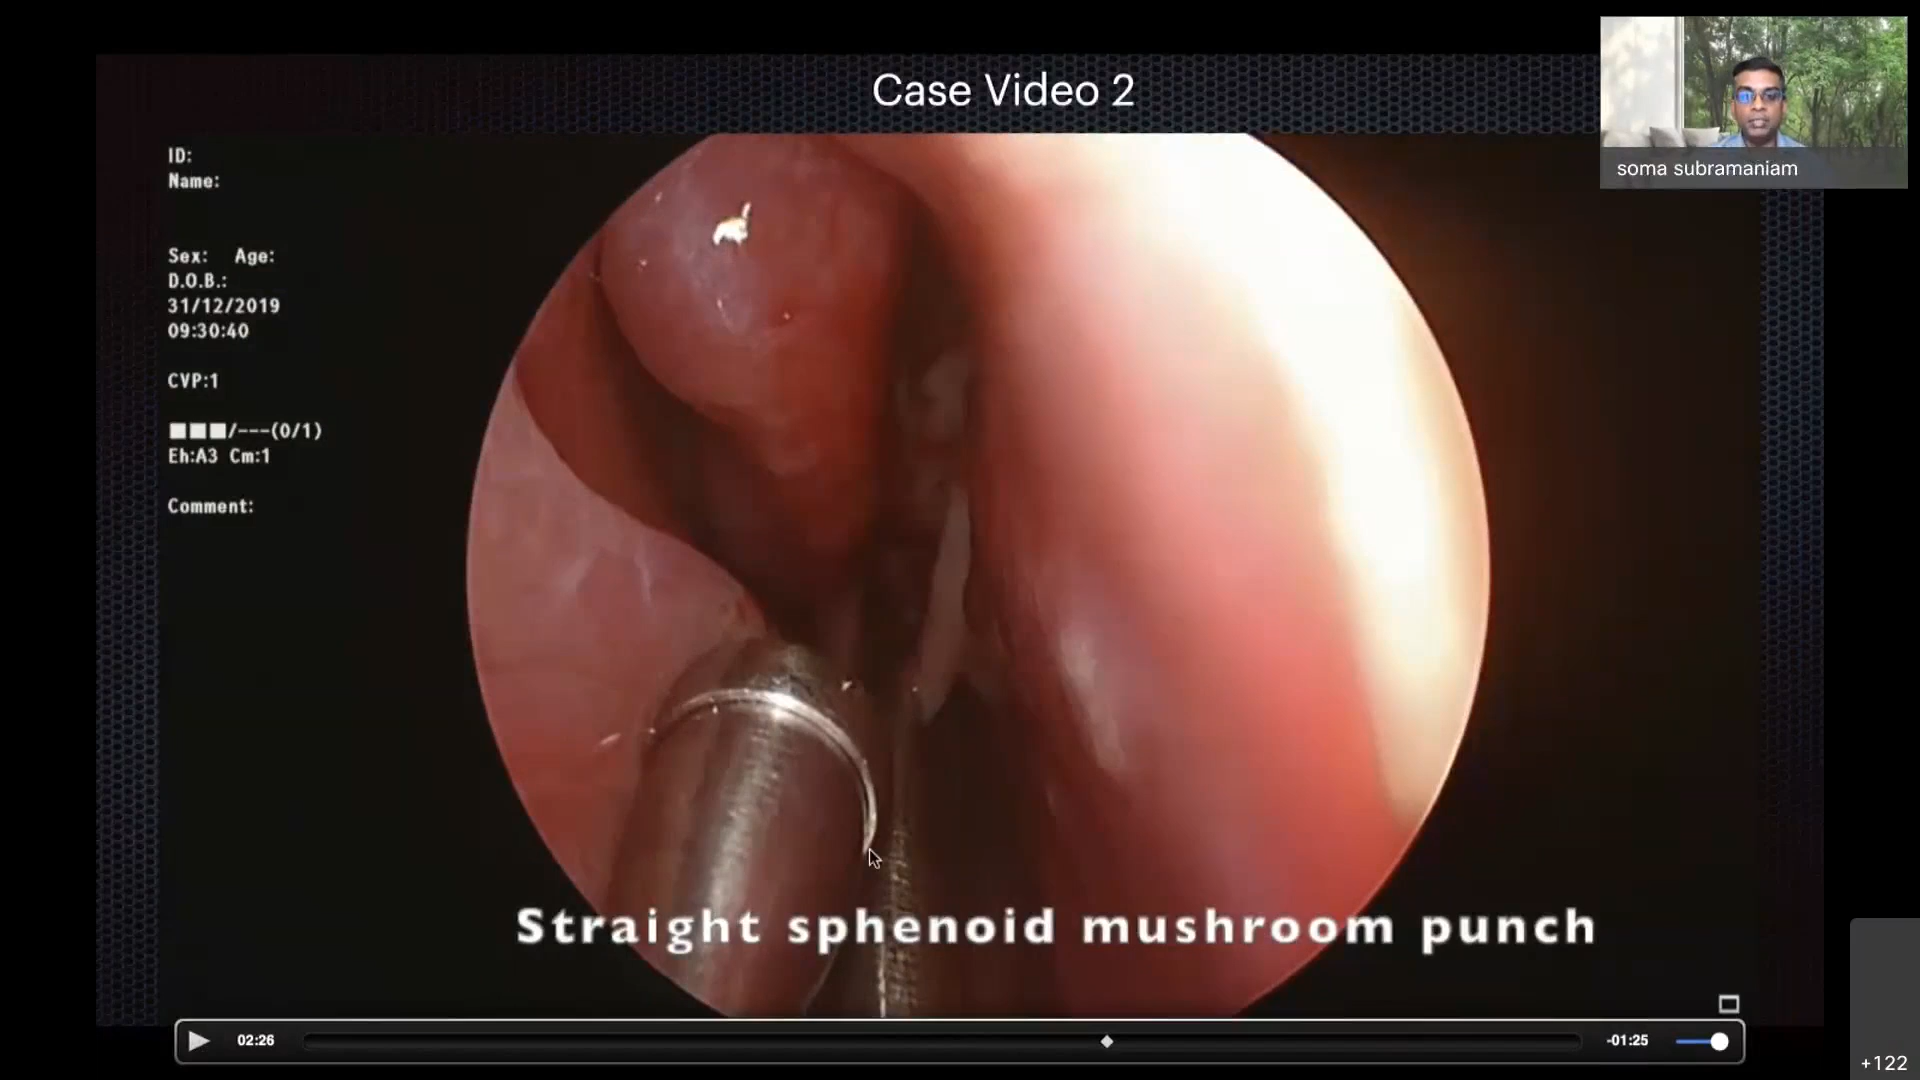 Case Video 2
soma subramaniam
ID:
Name:
Sex: Age:
D.O.B.:
31/12/2019
09:30:40
CVP:1
■■■/---(0/1)
Eh:A3 Cm:1
Comment:
Straight sphenoid mushroom punch
02:26
-01:25
+122